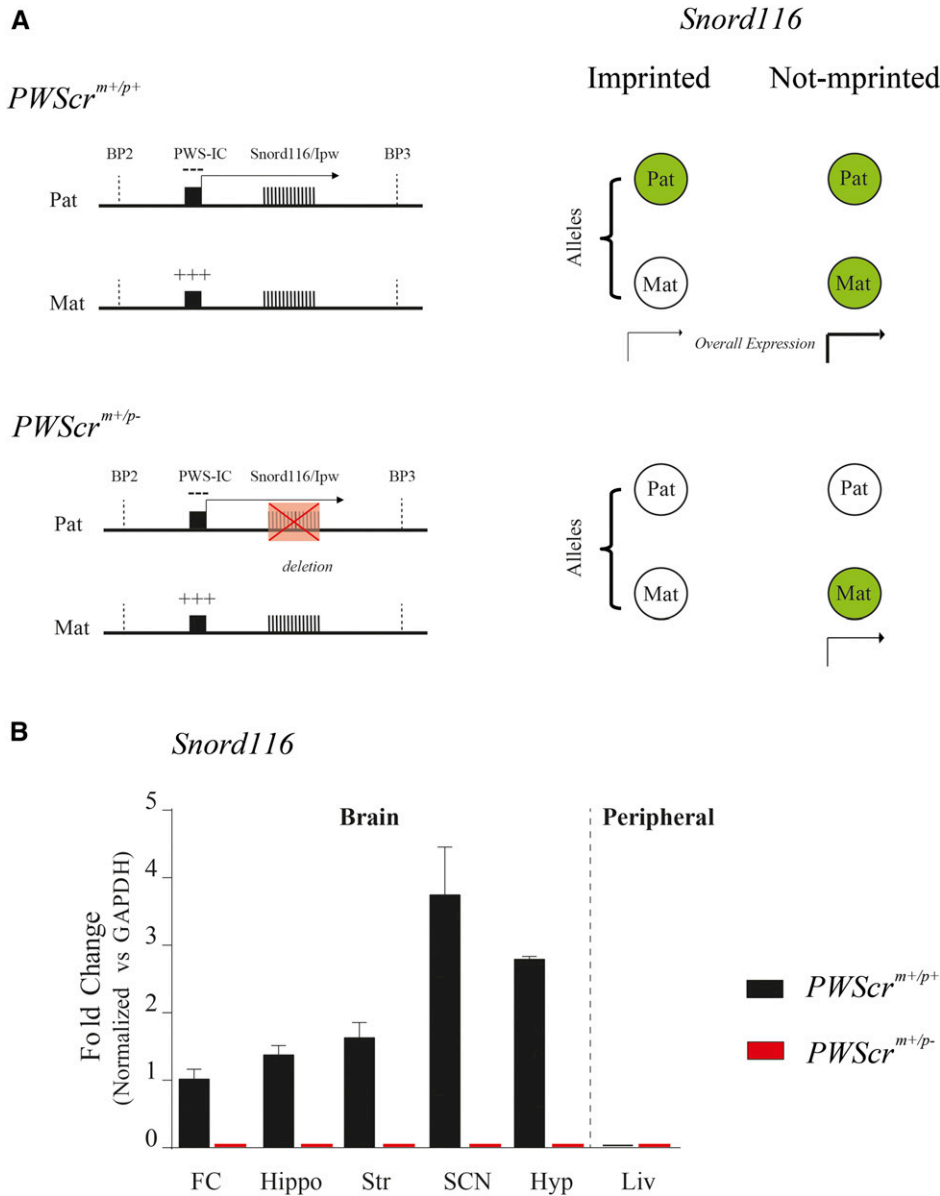 A
Snord116
Imprinted Not-mprinted
PWScr^m+/p+
BP2 PWS-IC Snord116/Ipw BP3
Pat
+++
Mat
Alleles
Pat Pat
Mat Mat
Overall Expression
PWScr^m+/p-
BP2 PWS-IC Snord116/Ipw BP3
Pat
deletion
+++
Mat
Alleles
Pat Pat
Mat Mat
B
Snord116
Fold Change
(Normalized vs GAPDH)
5
4
3
2
1
0
Brain Peripheral
FC Hippo Str SCN Hyp Liv
PWScr^m+/p+
PWScr^m+/p-